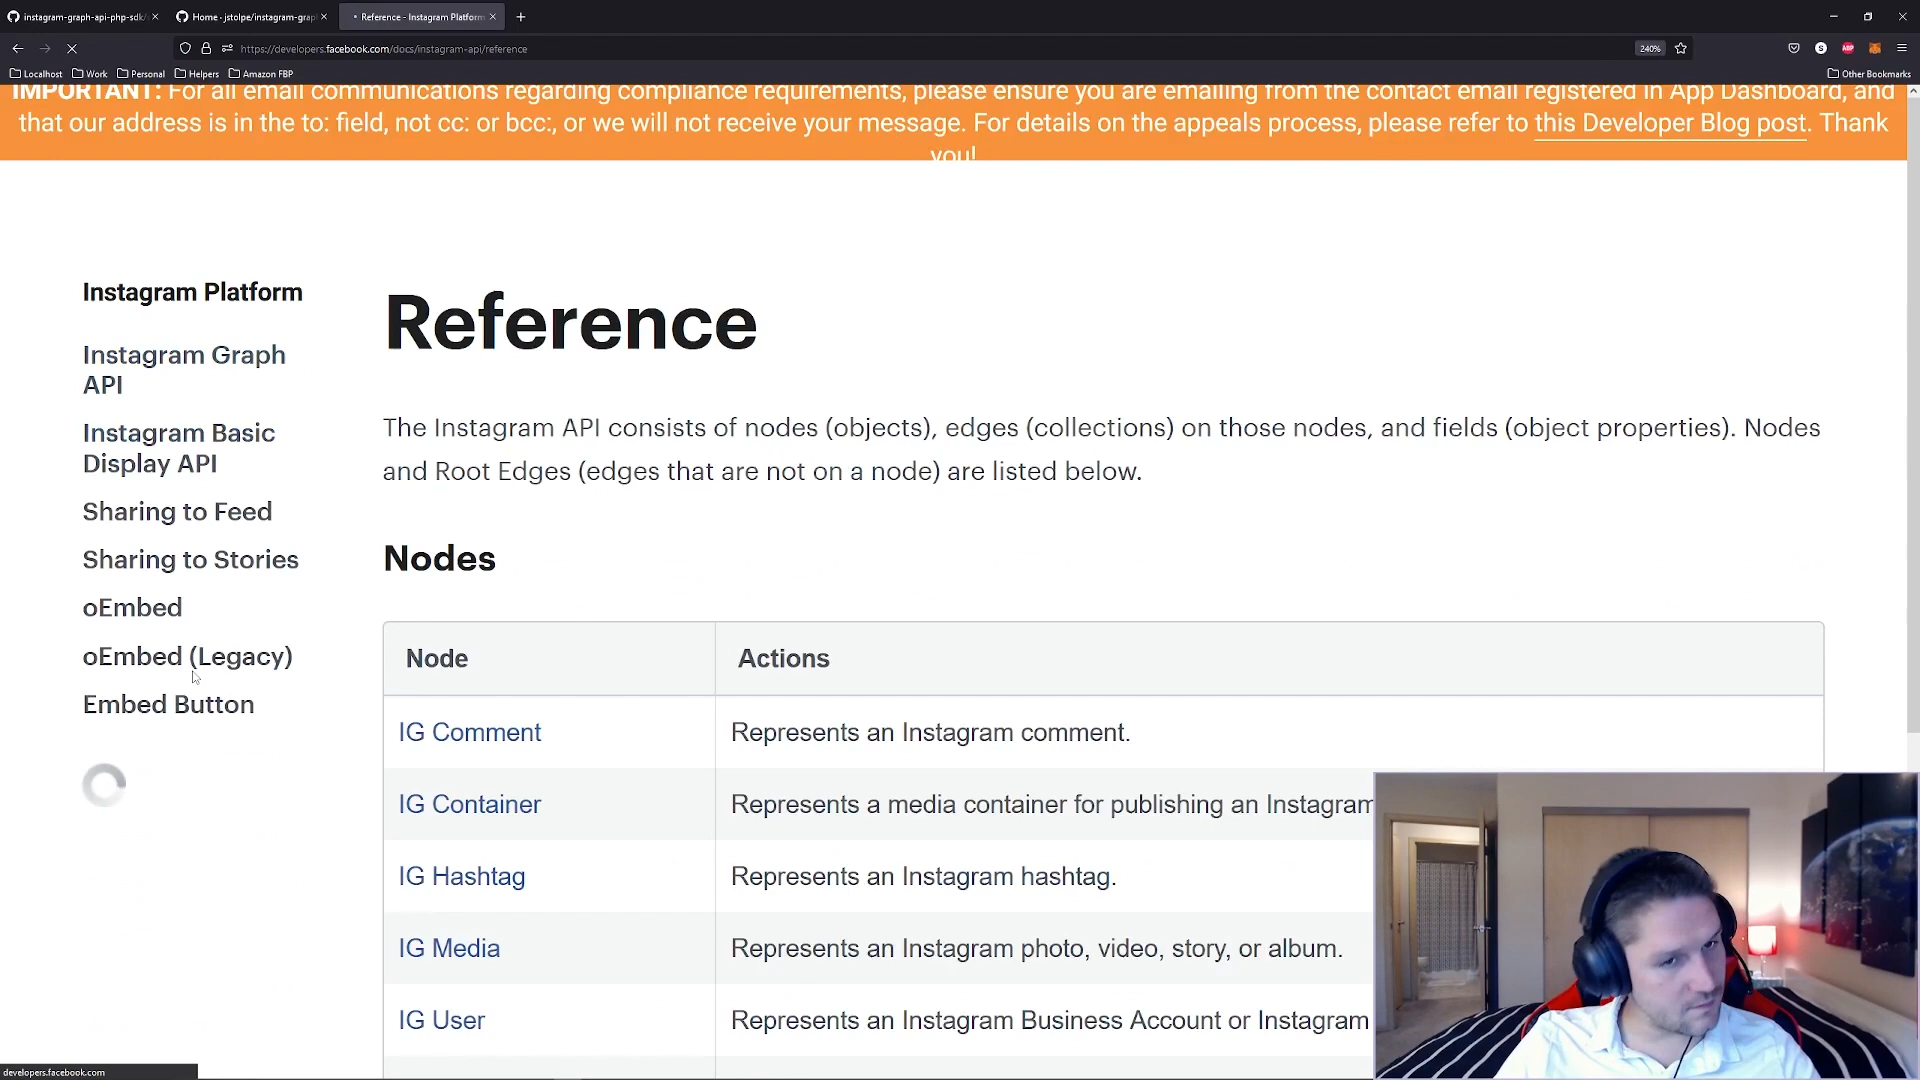 instagram-graph-api-php-sdk/
Home · jstolpe/instagram-grap
Reference - Instagram Platform
https://developers.facebook.com/docs/instagram-api/reference
240%
Localhost
Work
Personal
Helpers
Amazon FBP
Other Bookmarks
IMPORTANT: For all email communications regarding compliance requirements, please ensure you are emailing from the contact email registered in App Dashboard, and
that our address is in the to: field, not cc: or bcc:, or we will not receive your message. For details on the appeals process, please refer to this Developer Blog post. Thank
you!
Instagram Platform
Instagram Graph
API
Instagram Basic
Display API
Sharing to Feed
Sharing to Stories
oEmbed
oEmbed (Legacy)
Embed Button
Reference
The Instagram API consists of nodes (objects), edges (collections) on those nodes, and fields (object properties). Nodes
and Root Edges (edges that are not on a node) are listed below.
Nodes
Node
Actions
IG Comment
Represents an Instagram comment.
IG Container
Represents a media container for publishing an Instagram
IG Hashtag
Represents an Instagram hashtag.
IG Media
Represents an Instagram photo, video, story, or album.
IG User
Represents an Instagram Business Account or Instagram
developers.facebook.com